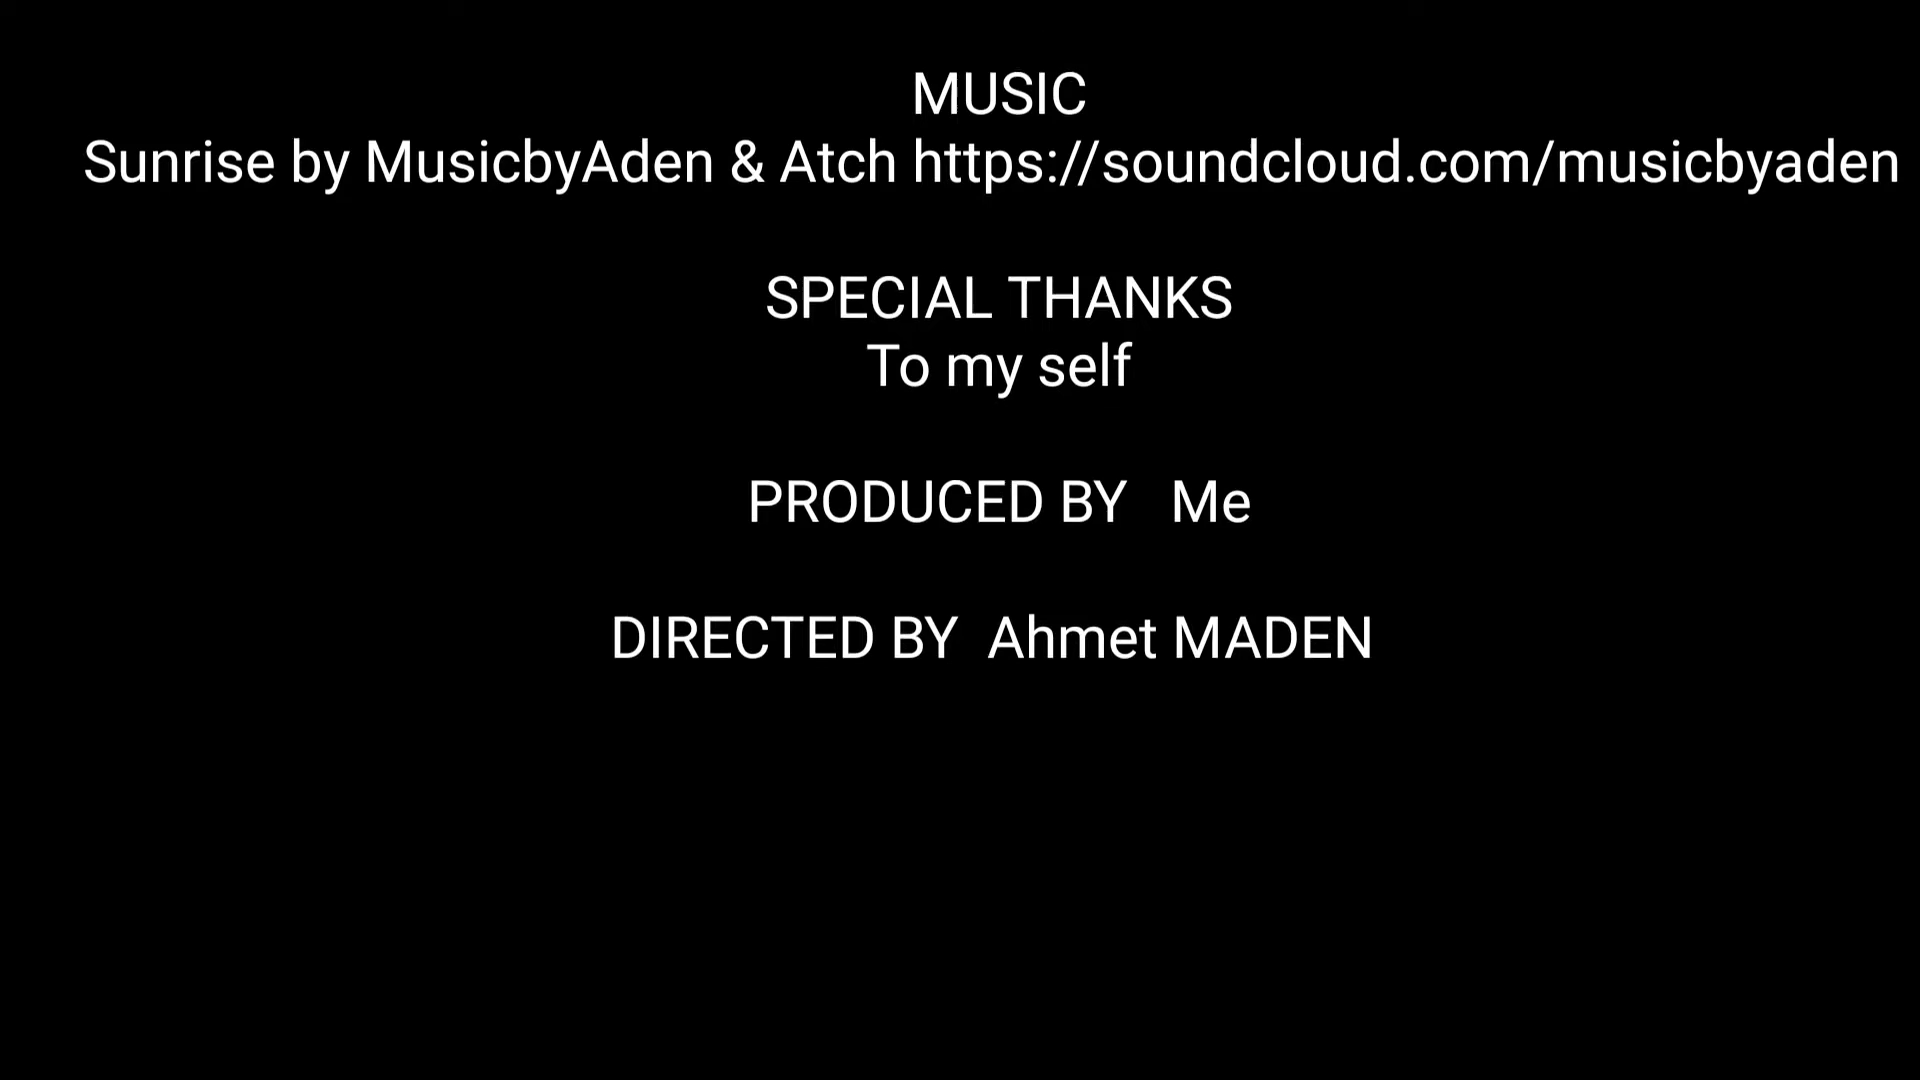 MUSIC
Sunrise by MusicbyAden & Atch https://soundcloud.com/musicbyaden
SPECIAL THANKS
To my self
PRODUCED BY   Me
DIRECTED BY  Ahmet MADEN